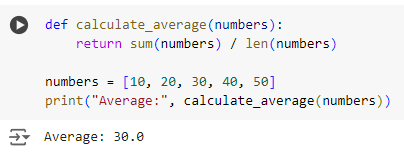 def calculate_average(numbers):
    return sum(numbers) / len(numbers)

numbers = [10, 20, 30, 40, 50]
print("Average:", calculate_average(numbers))
Average: 30.0